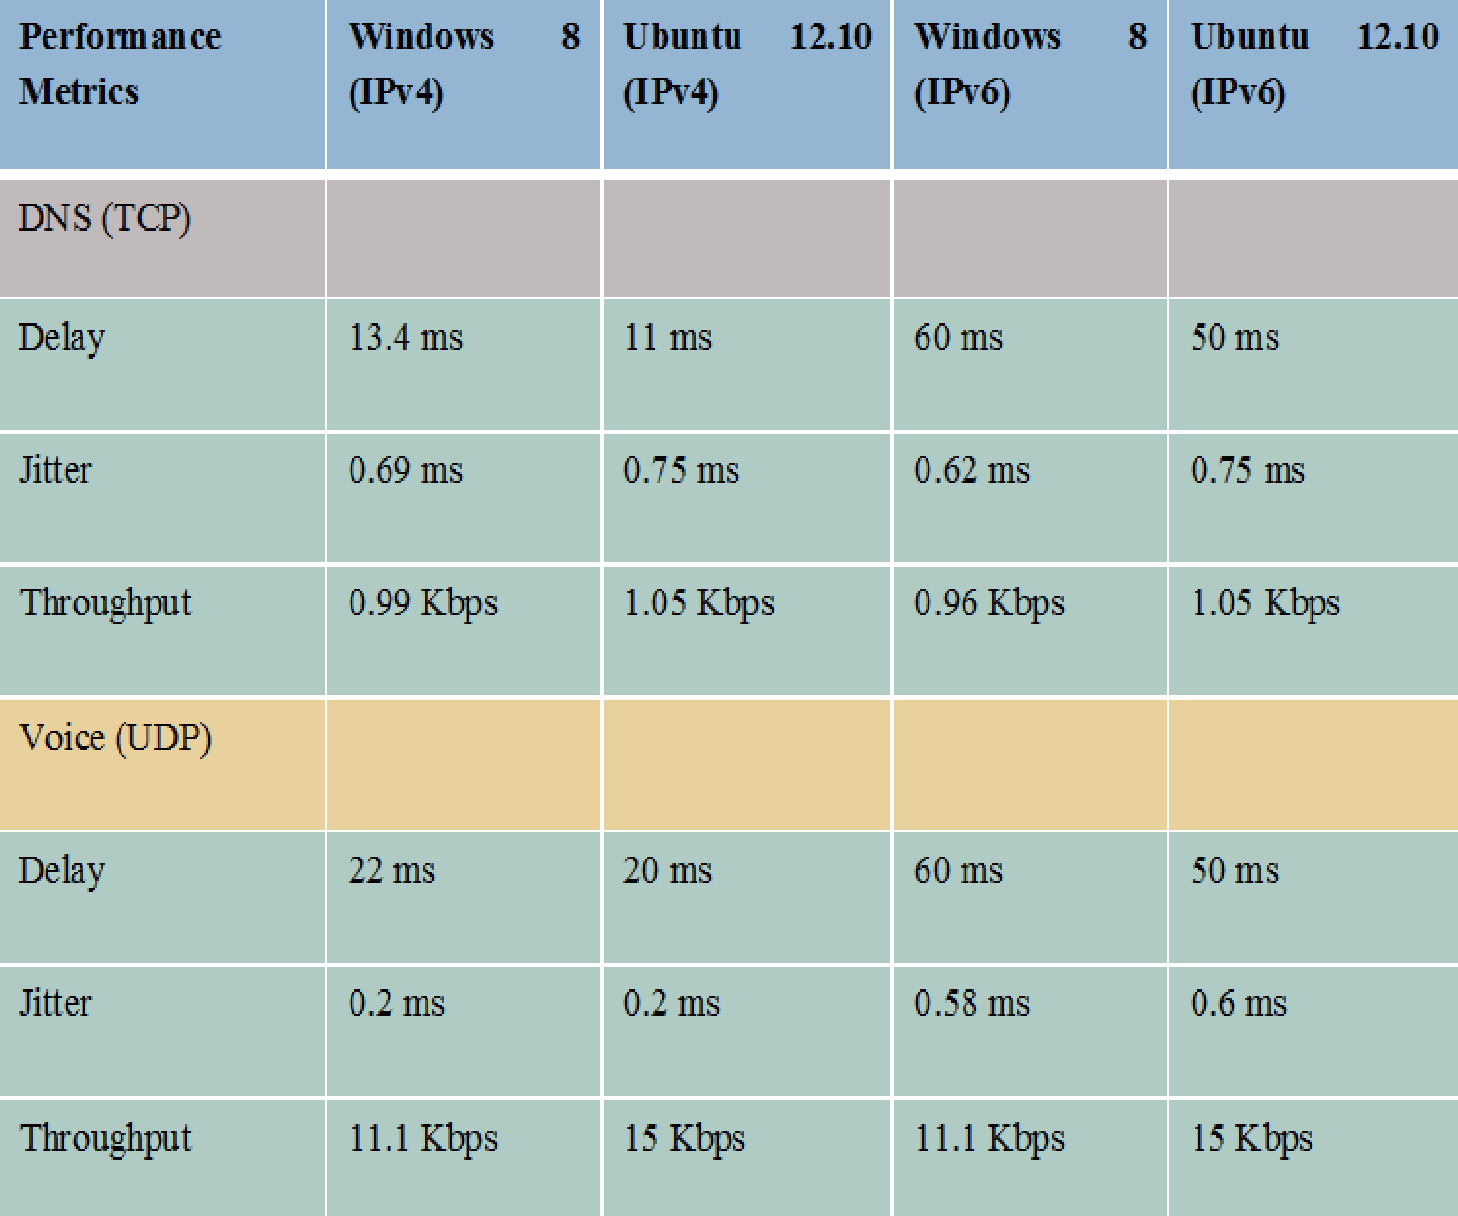 Performance Metrics | Windows 8 (IPv4) | Ubuntu 12.10 (IPv4) | Windows 8 (IPv6) | Ubuntu 12.10 (IPv6)
DNS (TCP)
Delay | 13.4 ms | 11 ms | 60 ms | 50 ms
Jitter | 0.69 ms | 0.75 ms | 0.62 ms | 0.75 ms
Throughput | 0.99 Kbps | 1.05 Kbps | 0.96 Kbps | 1.05 Kbps
Voice (UDP)
Delay | 22 ms | 20 ms | 60 ms | 50 ms
Jitter | 0.2 ms | 0.2 ms | 0.58 ms | 0.6 ms
Throughput | 11.1 Kbps | 15 Kbps | 11.1 Kbps | 15 Kbps